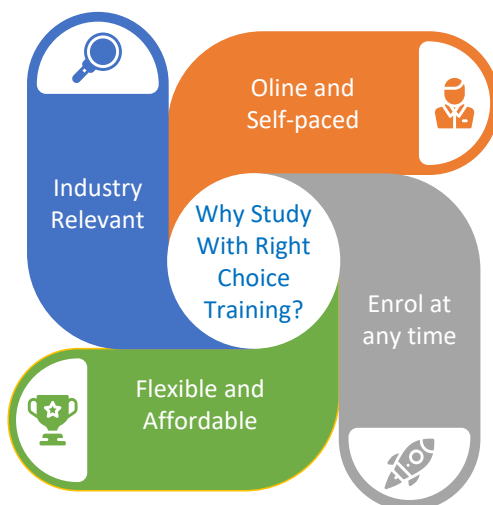 Oline and
Self-paced
Industry
Relevant
Why Study
With Right
Choice
Training?
Enrol at
any time
Flexible and
Affordable